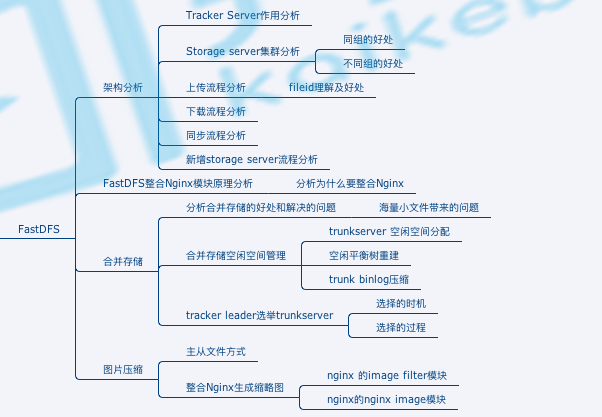 FastDFS
架构分析
Tracker Server作用分析
Storage server集群分析
同组的好处
不同组的好处
上传流程分析
fileid理解及好处
下载流程分析
同步流程分析
新增storage server流程分析
FastDFS整合Nginx模块原理分析
分析为什么要整合Nginx
合并存储
分析合并存储的好处和解决的问题
海量小文件带来的问题
合并存储空闲空间管理
trunkserver 空闲空间分配
空闲平衡树重建
trunk binlog压缩
tracker leader选举trunkserver
选择的时机
选择的过程
图片压缩
主从文件方式
整合Nginx生成缩略图
nginx 的image filter模块
nginx的nginx image模块